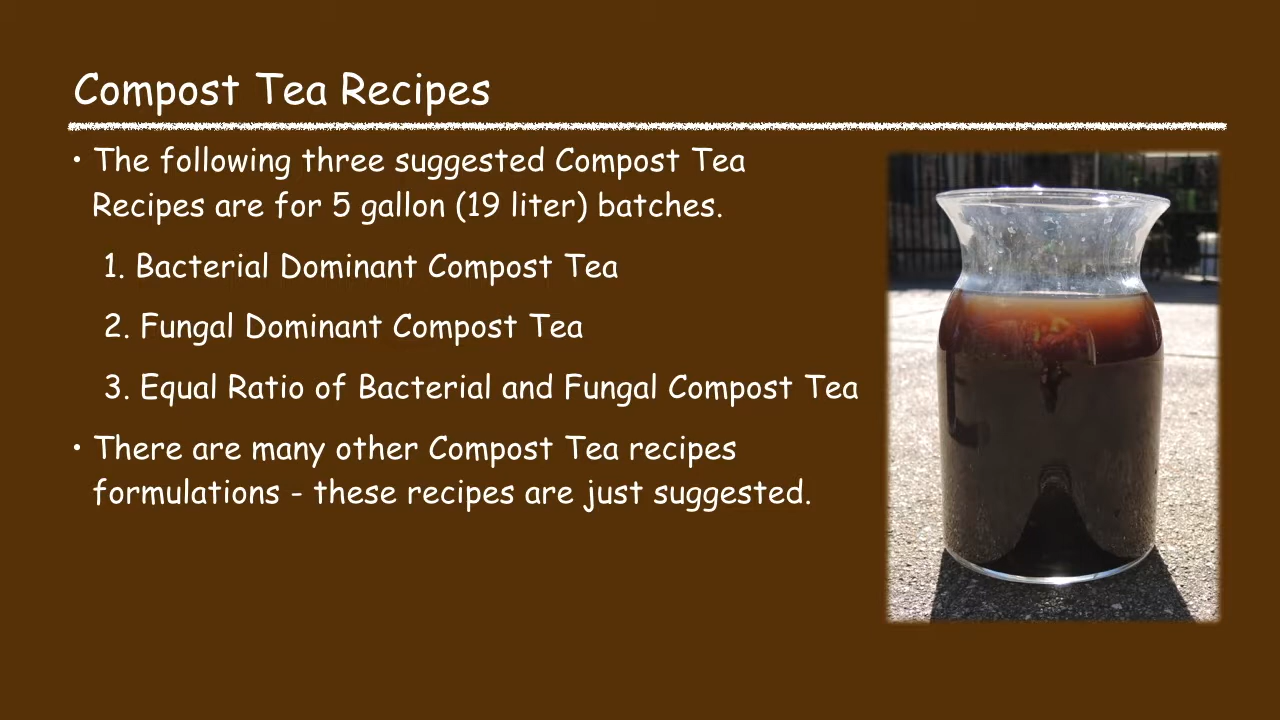 Compost Tea Recipes
• The following three suggested Compost Tea
Recipes are for 5 gallon (19 liter) batches.
1. Bacterial Dominant Compost Tea
2. Fungal Dominant Compost Tea
3. Equal Ratio of Bacterial and Fungal Compost Tea
• There are many other Compost Tea recipes
formulations - these recipes are just suggested.